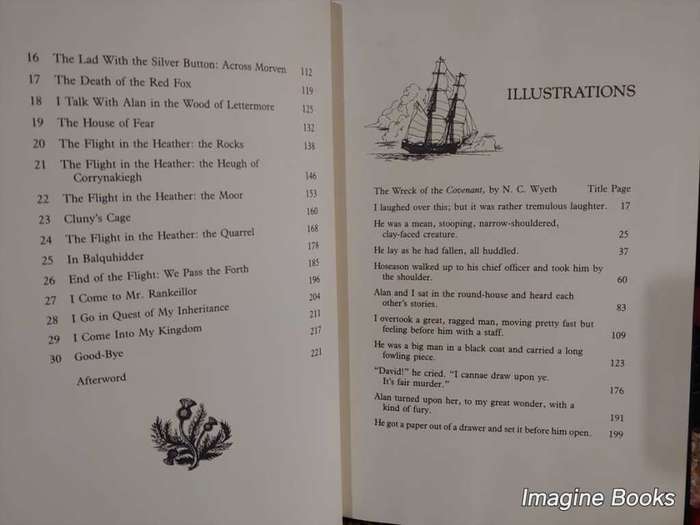 16 The Lad With the Silver Button: Across Morven 112
17 The Death of the Red Fox 119
18 I Talk With Alan in the Wood of Lettermore 125
19 The House of Fear 132
20 The Flight in the Heather: the Rocks 138
21 The Flight in the Heather: the Heugh of
Corrynakiegh 146
22 The Flight in the Heather: the Moor 153
23 Cluny's Cage 160
24 The Flight in the Heather: the Quarrel 168
25 In Balquhidder 178
26 End of the Flight: We Pass the Forth 185
27 I Come to Mr. Rankeillor 196
28 I Go in Quest of My Inheritance 204
29 I Come Into My Kingdom 211
30 Good-Bye 217
Afterword 221
ILLUSTRATIONS
The Wreck of the Covenant, by N. C. Wyeth Title Page
I laughed over this; but it was rather tremulous laughter. 17
He was a mean, stooping, narrow-shouldered,
clay-faced creature. 25
He lay as he had fallen, all huddled. 37
Hoseason walked up to his chief officer and took him by
the shoulder. 60
Alan and I sat in the round-house and heard each
other's stories. 83
I overtook a great, ragged man, moving pretty fast but
feeling before him with a staff. 109
He was a big man in a black coat and carried a long
fowling piece. 123
"David!" he cried. "I cannae draw upon ye.
It's fair murder." 176
Alan turned upon her, to my great wonder, with a
kind of fury. 191
He got a paper out of a drawer and set it before him open. 199
Imagine Books